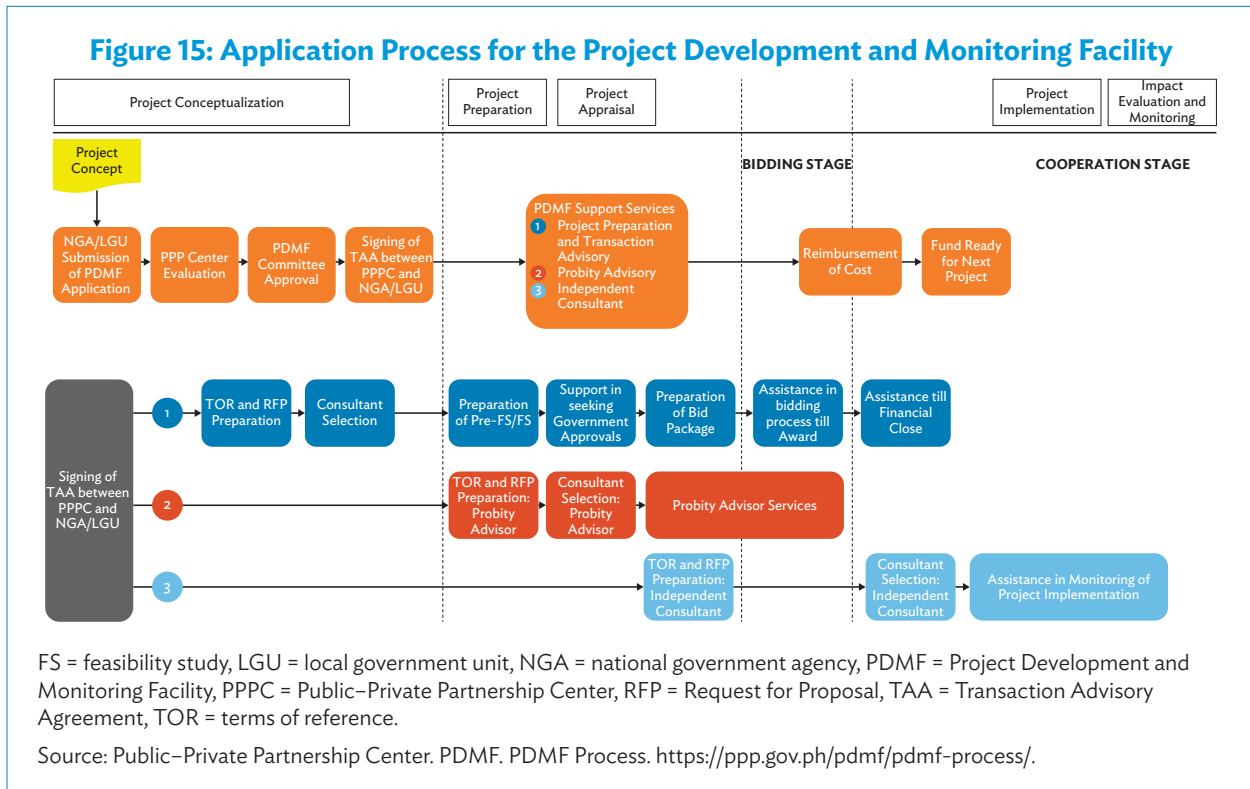 Figure 15: Application Process for the Project Development and Monitoring Facility
Project Conceptualization
Project
Preparation
Project
Appraisal
Project
Implementation
Impact
Evaluation and
Monitoring
Project
Concept
BIDDING STAGE
COOPERATION STAGE
NGA/LGU
Submission
of PDMF
Application
PPP Center
Evaluation
PDMF
Committee
Approval
Signing of
TAA between
PPPC and
NGA/LGU
PDMF Support Services
1 Project Preparation
and Transaction
Advisory
2 Probity Advisory
3 Independent
Consultant
Reimbursement
of Cost
Fund Ready
for Next
Project
Signing of
TAA between
PPPC and
NGA/LGU
1
TOR and RFP
Preparation
Consultant
Selection
Preparation
of Pre-FS/FS
Support in
seeking
Government
Approvals
Preparation
of Bid
Package
Assistance in
bidding
process till
Award
Assistance till
Financial
Close
2
TOR and RFP
Preparation:
Probity
Advisor
Consultant
Selection:
Probity
Advisor
Probity Advisor Services
3
TOR and RFP
Preparation:
Independent
Consultant
Consultant
Selection:
Independent
Consultant
Assistance in Monitoring of
Project Implementation
FS = feasibility study, LGU = local government unit, NGA = national government agency, PDMF = Project Development and
Monitoring Facility, PPPC = Public–Private Partnership Center, RFP = Request for Proposal, TAA = Transaction Advisory
Agreement, TOR = terms of reference.
Source: Public–Private Partnership Center. PDMF. PDMF Process. https://ppp.gov.ph/pdmf/pdmf-process/.